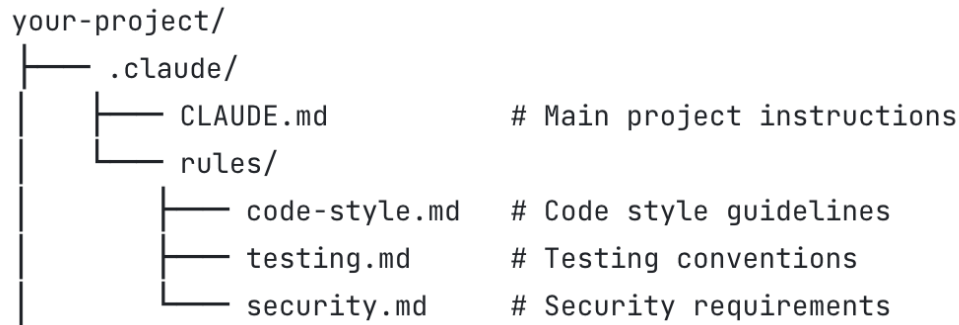 your-project/
├── .claude/
│   ├── CLAUDE.md           # Main project instructions
│   └── rules/
│       ├── code-style.md   # Code style guidelines
│       ├── testing.md      # Testing conventions
│       └── security.md     # Security requirements